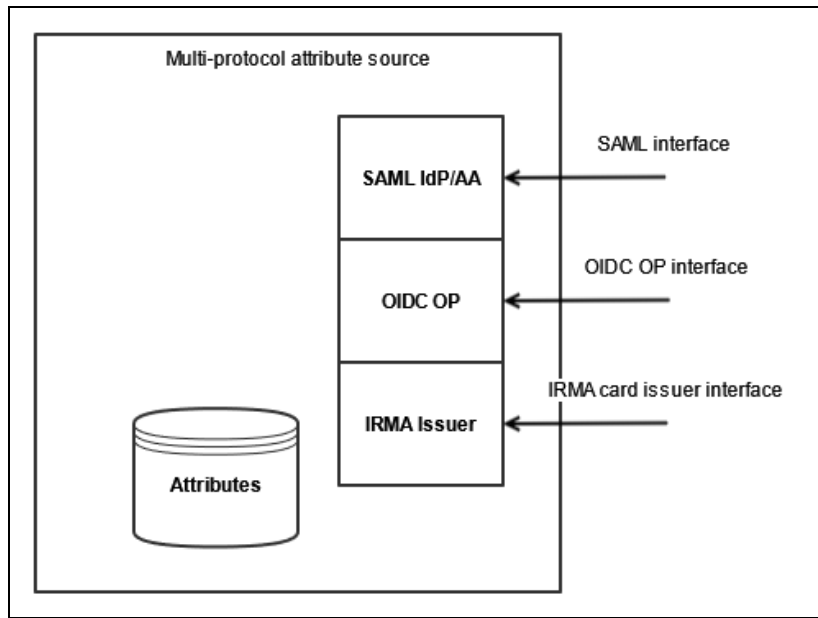 Multi-protocol attribute source
SAML interface
SAML IdP/AA
OIDC OP interface
OIDC OP
IRMA card issuer interface
IRMA Issuer
Attributes